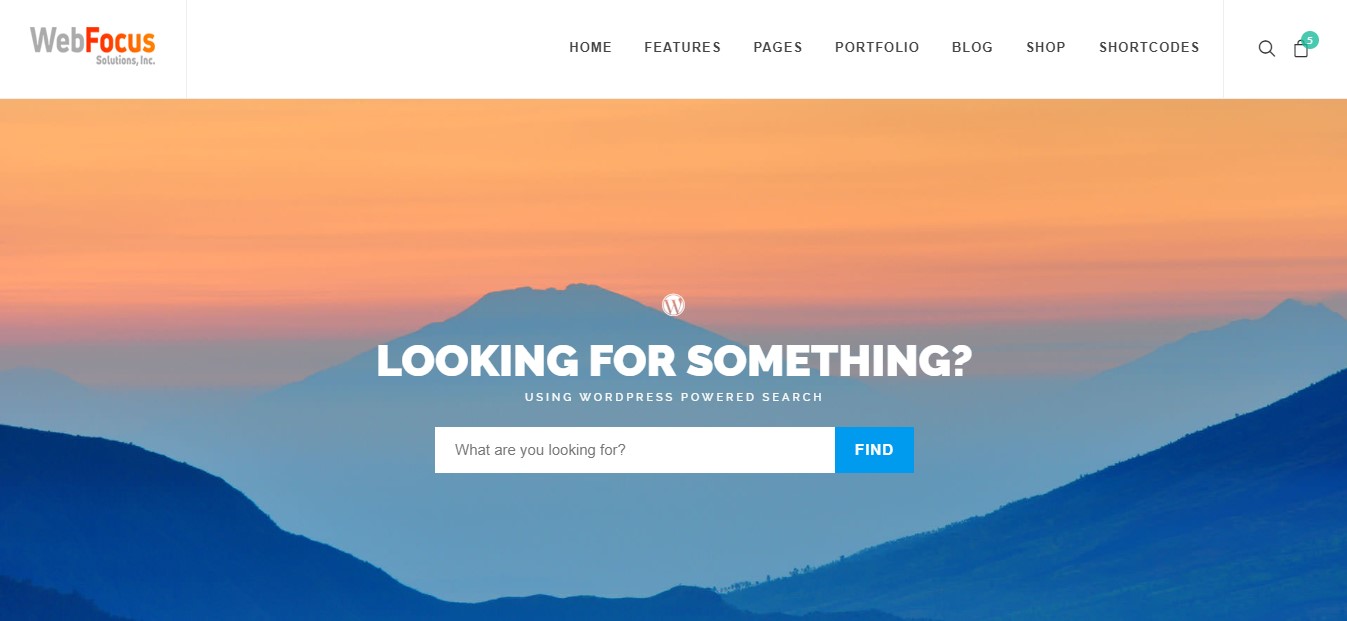 WebFocus
Solutions, Inc.
HOME FEATURES PAGES PORTFOLIO BLOG SHOP SHORTCODES
5
LOOKING FOR SOMETHING?
USING WORDPRESS POWERED SEARCH
What are you looking for? FIND